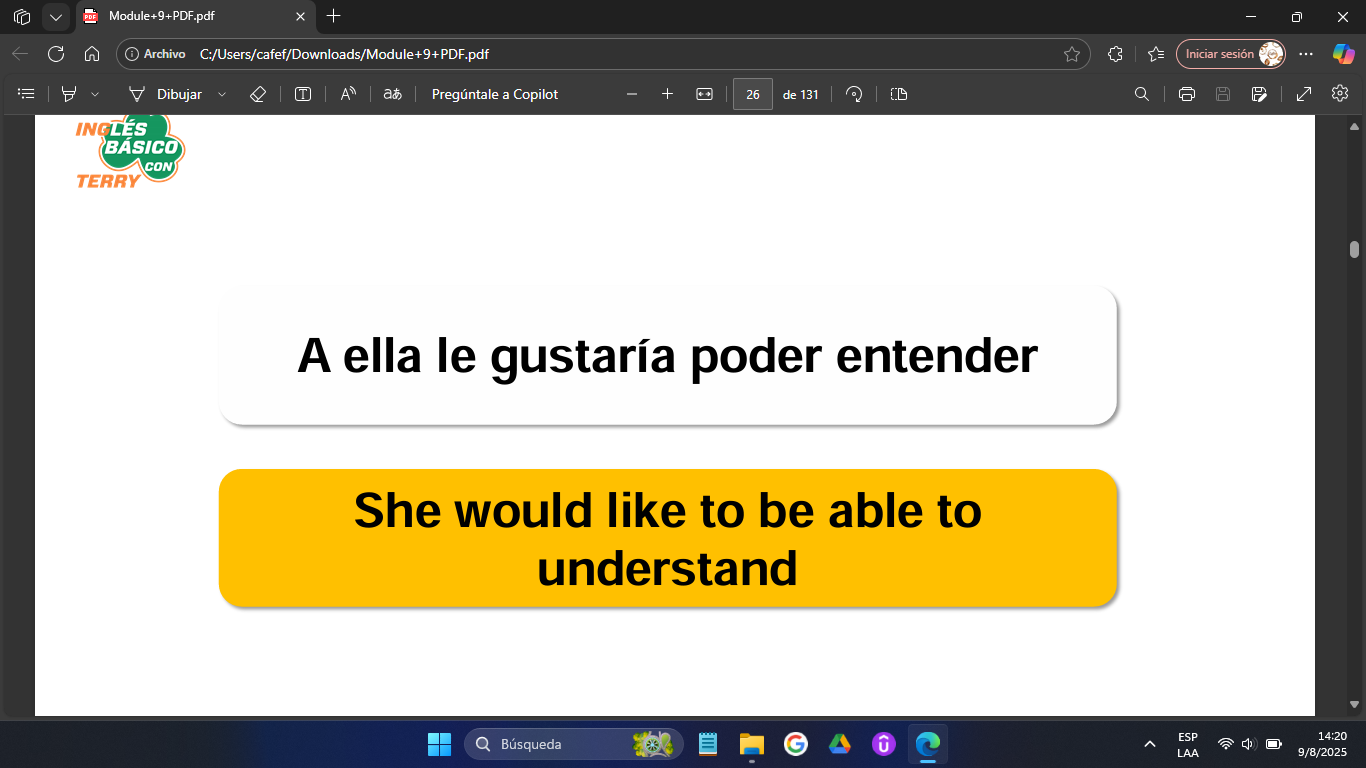 Module+9+PDF.pdf
Archivo C:/Users/cafef/Downloads/Module+9+PDF.pdf
Iniciar sesión
Dibujar
aあ
Pregúntale a Copilot
26 de 131
INGLÉS
BÁSICO
CON
TERRY
A ella le gustaría poder entender
She would like to be able to
understand
Búsqueda
ESP
LAA
14:20
9/8/2025